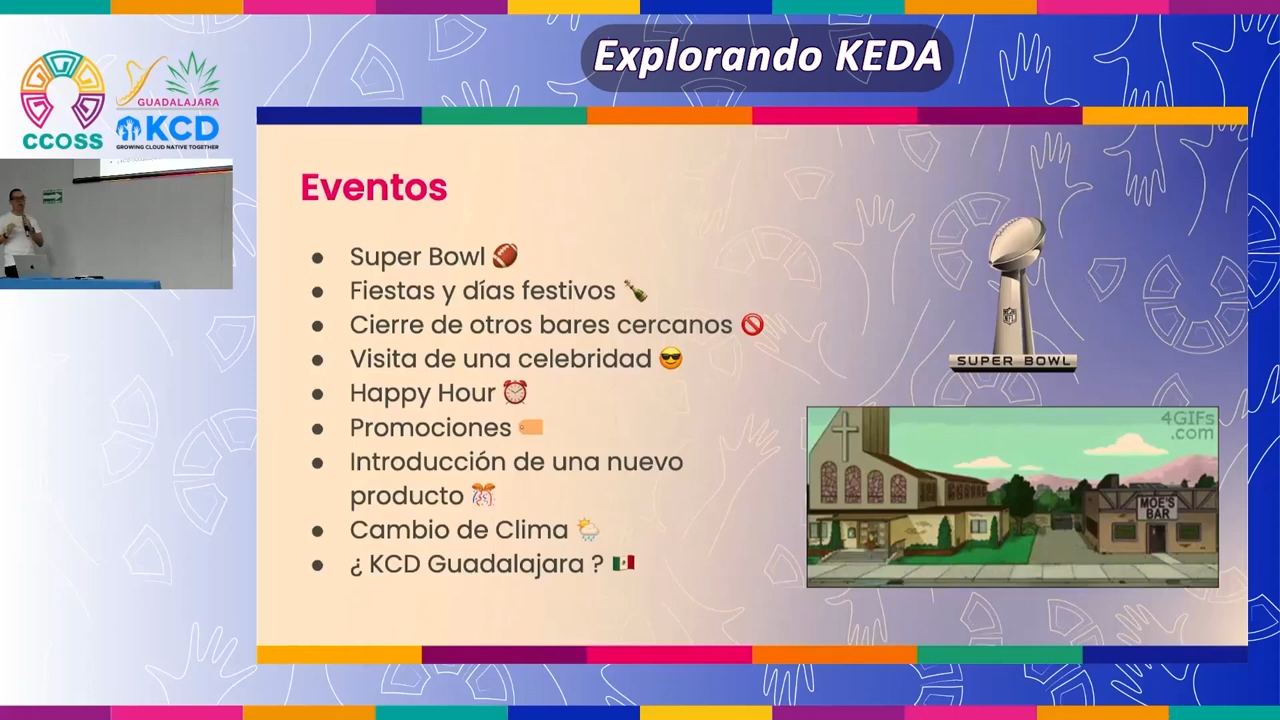 Explorando KEDA
CCOSS
GUADALAJARA
KCD
GROWING CLOUD NATIVE TOGETHER
Eventos
Super Bowl 🏈
Fiestas y días festivos 🍾
Cierre de otros bares cercanos 🚫
Visita de una celebridad 😎
Happy Hour ⏰
Promociones 🏷️
Introducción de una nuevo
producto 🎊
Cambio de Clima 🌦️
¿ KCD Guadalajara ? 🇲🇽
NFL
SUPER BOWL
4GIFs
.com
MOE'S
BAR